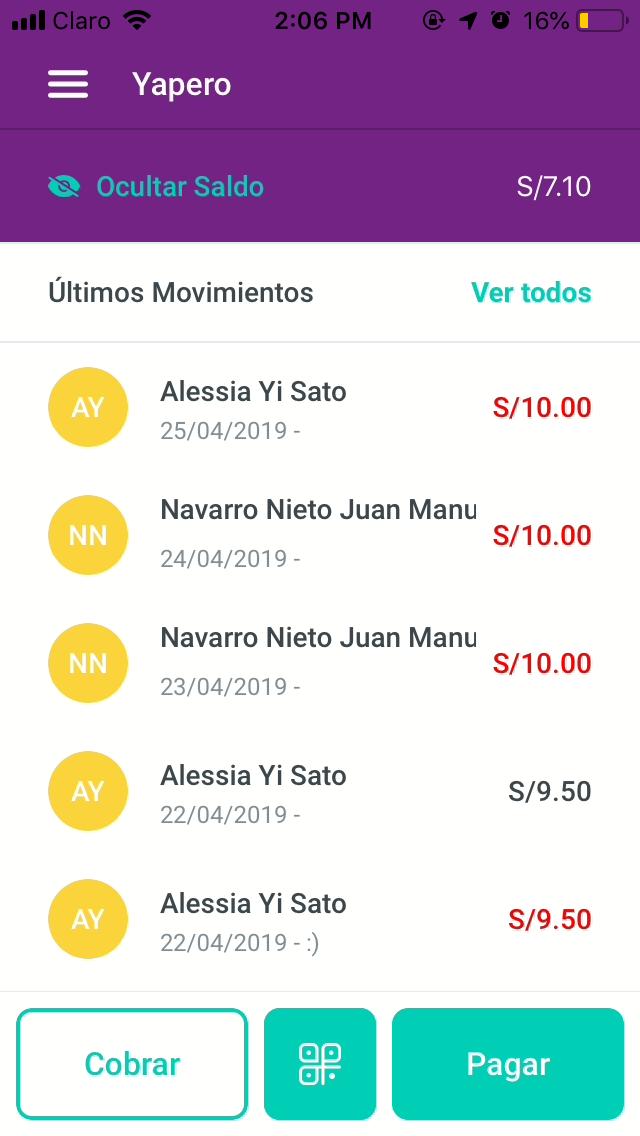 Claro 2:06 PM 16%
Yapero
Ocultar Saldo S/7.10
Últimos Movimientos Ver todos
AY Alessia Yi Sato S/10.00
25/04/2019 -
NN Navarro Nieto Juan Manu S/10.00
24/04/2019 -
NN Navarro Nieto Juan Manu S/10.00
23/04/2019 -
AY Alessia Yi Sato S/9.50
22/04/2019 -
AY Alessia Yi Sato S/9.50
22/04/2019 - :)
Cobrar Pagar